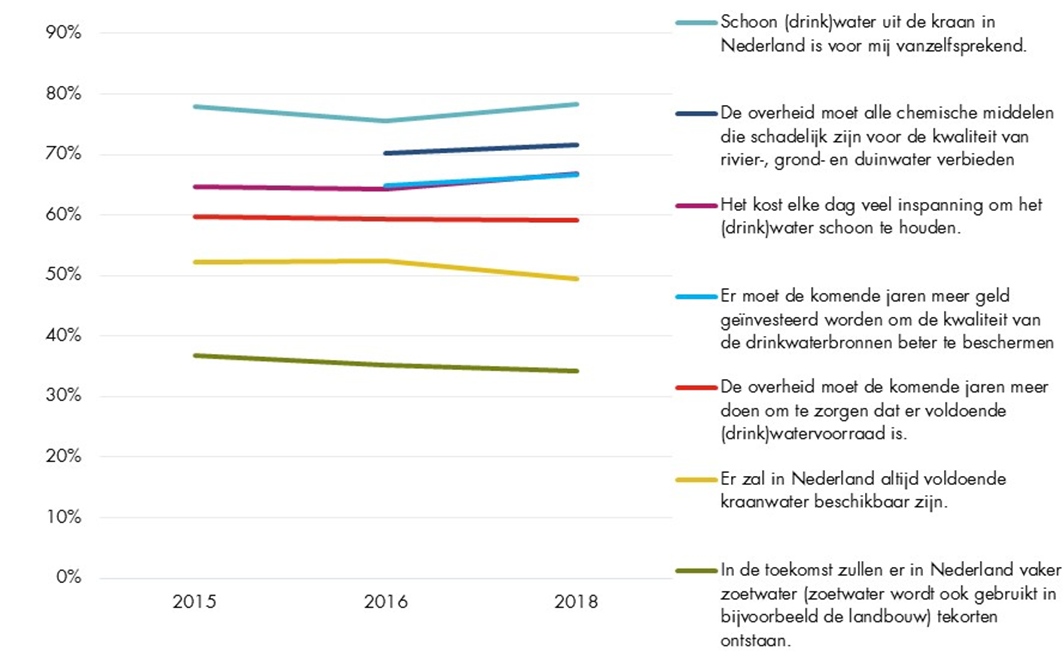 90%
80%
70%
60%
50%
40%
30%
20%
10%
0%
2015
2016
2018
Schoon (drink)water uit de kraan in
Nederland is voor mij vanzelfsprekend.
De overheid moet alle chemische middelen
die schadelijk zijn voor de kwaliteit van
rivier-, grond- en duinwater verbieden
Het kost elke dag veel inspanning om het
(drink)water schoon te houden.
Er moet de komende jaren meer geld
geïnvesteerd worden om de kwaliteit van
de drinkwaterbronnen beter te beschermen
De overheid moet de komende jaren meer
doen om te zorgen dat er voldoende
(drink)watervoorraad is.
Er zal in Nederland altijd voldoende
kraanwater beschikbaar zijn.
In de toekomst zullen er in Nederland vaker
zoetwater (zoetwater wordt ook gebruikt in
bijvoorbeeld de landbouw) tekorten
ontstaan.